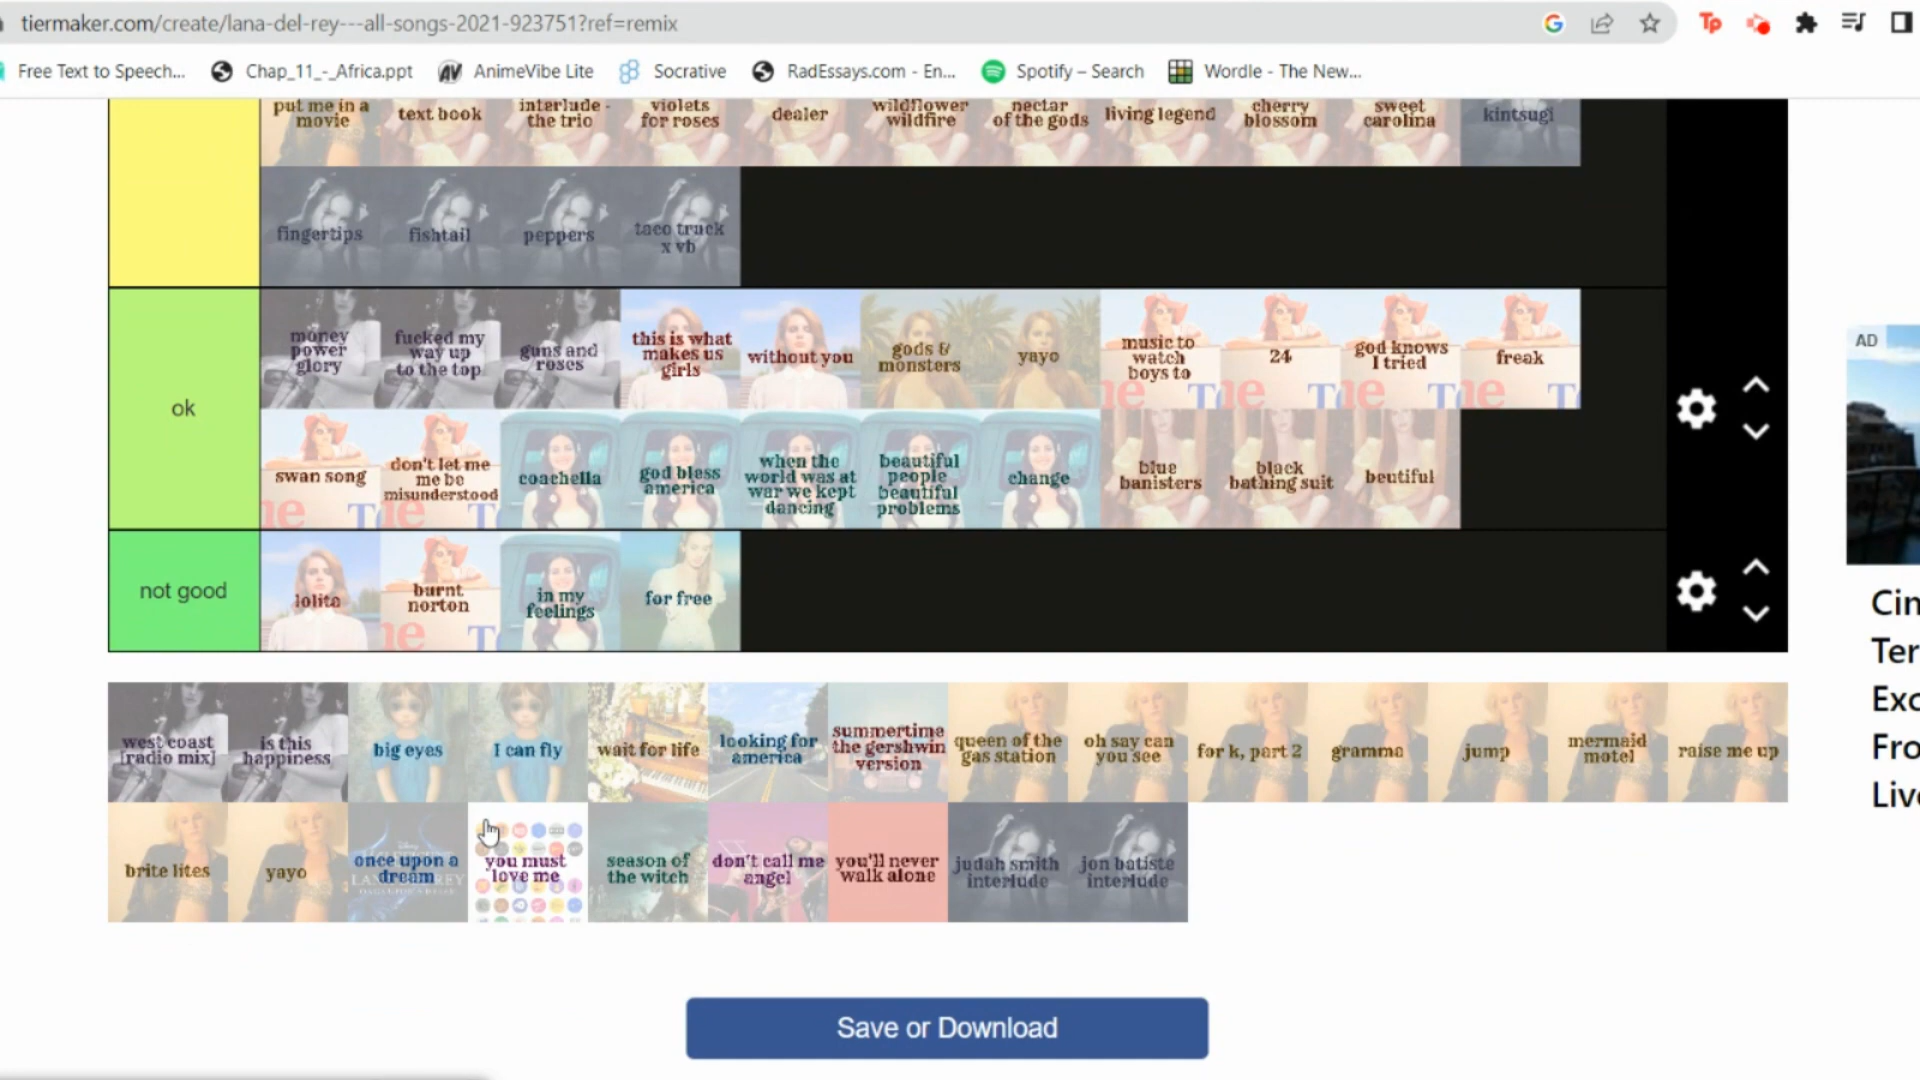 tiermaker.com/create/lana-del-rey---all-songs-2021-923751?ref=remix
Free Text to Speech...
Chap_11_-_Africa.ppt
AnimeVibe Lite
Socrative
RadEssays.com - En...
Spotify – Search
Wordle - The New...
put me in a
movie
text book
interlude -
the trio
violets
for roses
dealer
wildflower
wildfire
nectar
of the gods
living legend
cherry
blossom
sweet
carolina
kintsugi
fingertips
fishtail
peppers
taco truck
x vb
ok
money
power
glory
fucked my
way up
to the top
guns and
roses
this is what
makes us
girls
without you
gods &
monsters
yayo
music to
watch
boys to
24
god knows
I tried
freak
swan song
don't let me
me be
misunderstood
coachella
god bless
america
when the
world was at
war we kept
dancing
beautiful
people
beautiful
problems
change
blue
banisters
black
bathing suit
beutiful
not good
lolita
burnt
norton
in my
feelings
for free
west coast
[radio mix]
is this
happiness
big eyes
I can fly
wait for life
looking for
america
summertime
the gershwin
version
queen of the
gas station
oh say can
you see
for k, part 2
gramma
jump
mermaid
motel
raise me up
brite lites
yayo
once upon a
dream
you must
love me
season of
the witch
don't call me
angel
you'll never
walk alone
judah smith
interlude
jon batiste
interlude
Save or Download
AD
Cin
Ter
Exc
Fro
Liv